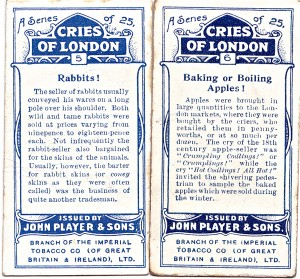 A Series of 25.
CRIES
OF LONDON
5
Rabbits!
The seller of rabbits usually
conveyed his wares on a long
pole over his shoulder. Both
wild and tame rabbits were
sold at prices varying from
ninepence to eighteen-pence
each. Not infrequently the
rabbit-seller also bargained
for the skins of the animals.
Usually, however, the barter
for rabbit skins (or coney
skins as they were often
called) was the business of
quite another tradesman.
ISSUED BY
JOHN PLAYER & SONS.
BRANCH OF THE IMPERIAL
TOBACCO CO. (OF GREAT
BRITAIN & IRELAND), LTD.
A Series of 25.
CRIES
OF LONDON
6
Baking or Boiling
Apples!
Apples were brought in
large quantities to the Lon-
don markets, where they were
bought by the cries, who
retailed them in penny-
worths, or at so much per
dozen. The cry of the 18th
century apple-seller was
"Crumpling Codlings!" or
"Crumplings!" while the
cry "Hot Codlings! All Hot!"
invited the shivering pedes-
trian to sample the baked
apples which were sold during
the winter.
ISSUED BY
JOHN PLAYER & SONS.
BRANCH OF THE IMPERIAL
TOBACCO CO. (OF GREAT
BRITAIN & IRELAND), LTD.